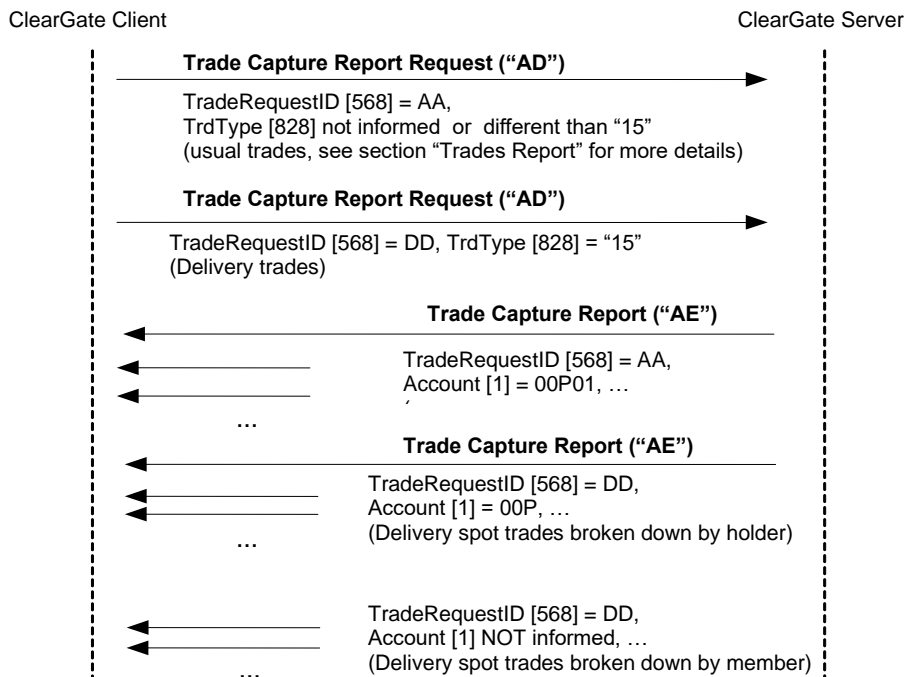 ClearGate Client
ClearGate Server
Trade Capture Report Request (“AD”)
TradeRequestID [568] = AA,
TrdType [828] not informed or different than “15”
(usual trades, see section “Trades Report” for more details)
Trade Capture Report Request (“AD”)
TradeRequestID [568] = DD, TrdType [828] = “15”
(Delivery trades)
Trade Capture Report (“AE”)
TradeRequestID [568] = AA,
Account [1] = 00P01, …
…
Trade Capture Report (“AE”)
TradeRequestID [568] = DD,
Account [1] = 00P, …
(Delivery spot trades broken down by holder)
…
TradeRequestID [568] = DD,
Account [1] NOT informed, …
(Delivery spot trades broken down by member)
…